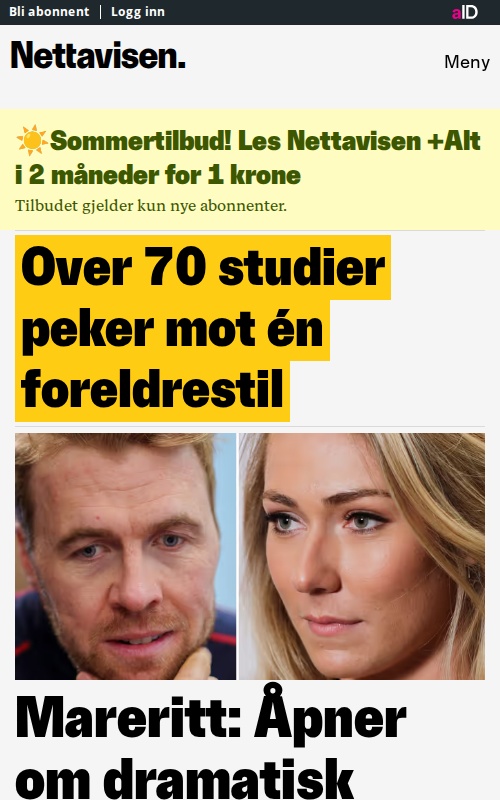 Bli abonnent
Logg inn
aID
Nettavisen.
Meny
Sommertilbud! Les Nettavisen +Alt
i 2 måneder for 1 krone
Tilbudet gjelder kun nye abonnenter.
Over 70 studier
peker mot én
foreldrestil
Mareritt: Åpner
om dramatisk